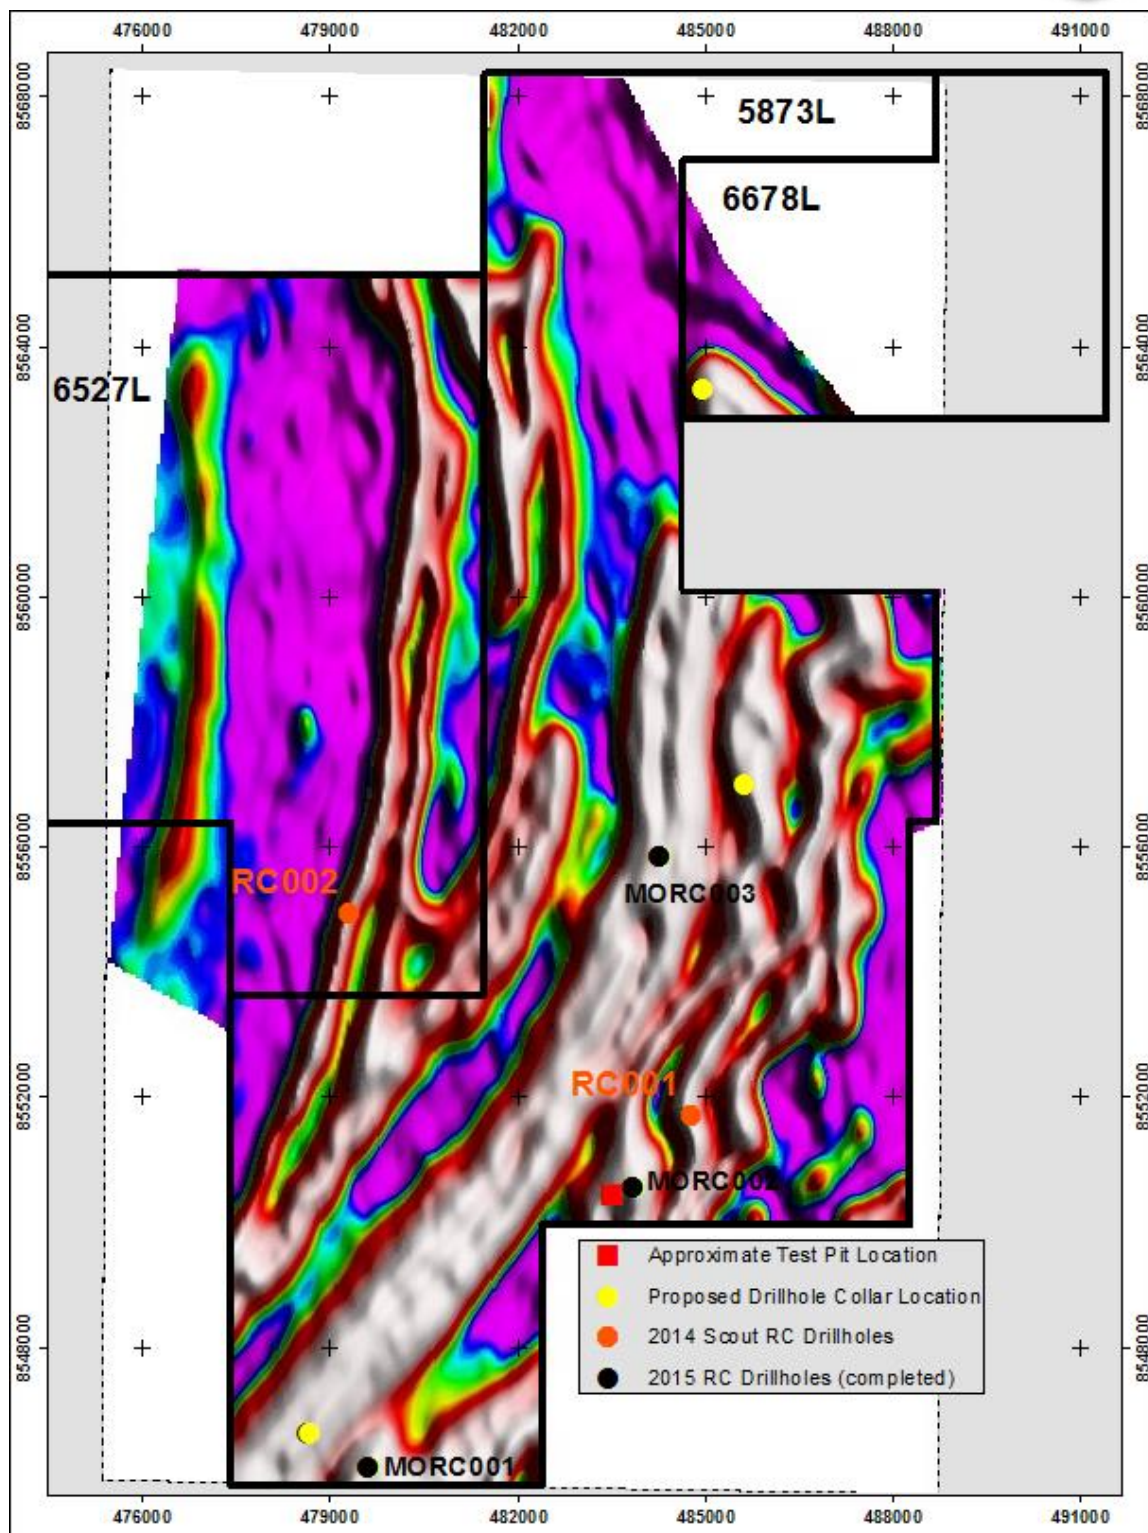 476000 479000 482000 485000 488000 491000
8568000 8568000
5873L
6678L
8564000 8564000
6527L
8560000 8560000
8556000 8556000
RC002
MORC003
8552000 8552000
RC001
MORC002
Approximate Test Pit Location
Proposed Drillhole Collar Location
2014 Scout RC Drillholes
2015 RC Drillholes (completed)
8548000 8548000
MORC001
476000 479000 482000 485000 488000 491000